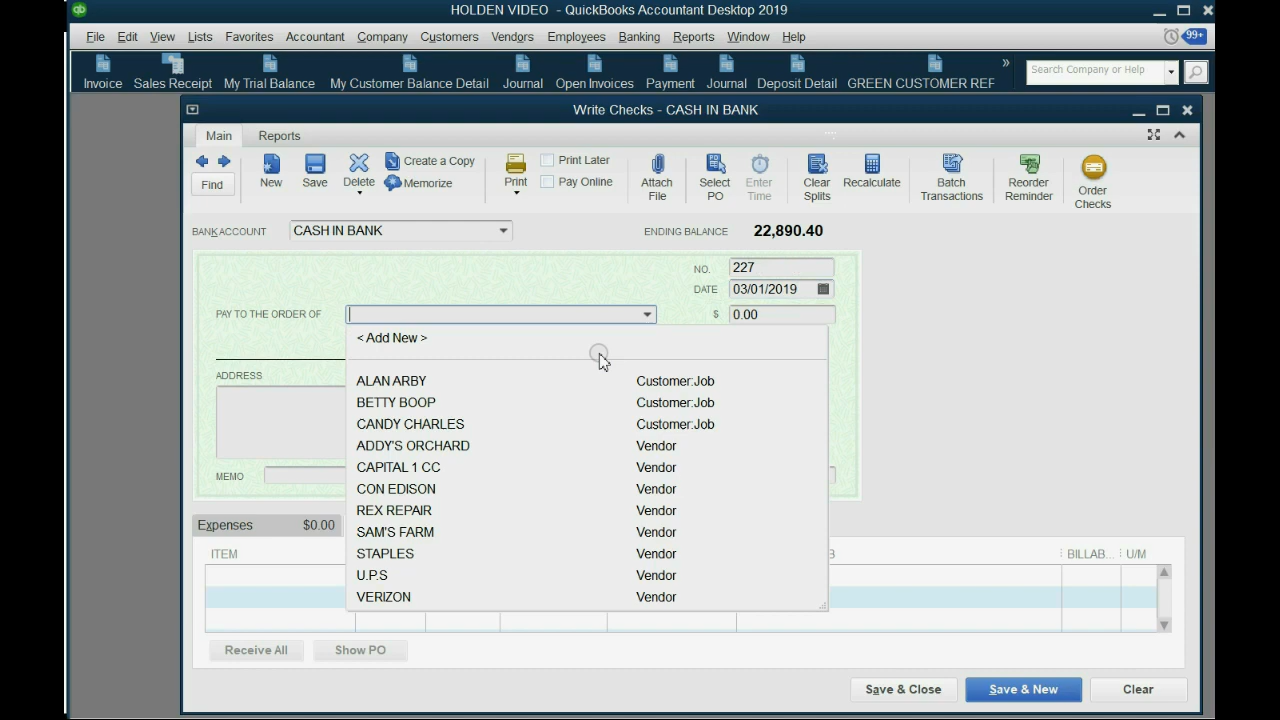 HOLDEN VIDEO - QuickBooks Accountant Desktop 2019
File Edit View Lists Favorites Accountant Company Customers Vendors Employees Banking Reports Window Help
99+
Invoice Sales Receipt My Trial Balance My Customer Balance Detail Journal Open Invoices Payment Journal Deposit Detail GREEN CUSTOMER REF » Search Company or Help
Write Checks - CASH IN BANK
Main Reports
Find New Save Delete Create a Copy Memorize Print Print Later Pay Online Attach File Select PO Enter Time Clear Splits Recalculate Batch Transactions Reorder Reminder Order Checks
BANK ACCOUNT CASH IN BANK ENDING BALANCE 22,890.40
NO. 227
DATE 03/01/2019
PAY TO THE ORDER OF $ 0.00
< Add New >
ADDRESS
ALAN ARBY Customer:Job
BETTY BOOP Customer:Job
CANDY CHARLES Customer:Job
ADDY'S ORCHARD Vendor
CAPITAL 1 CC Vendor
MEMO
CON EDISON Vendor
REX REPAIR Vendor
Expenses $0.00
SAM'S FARM Vendor
ITEM STAPLES Vendor B BILLAB... U/M
U.P.S Vendor
VERIZON Vendor
Receive All Show PO
Save & Close Save & New Clear